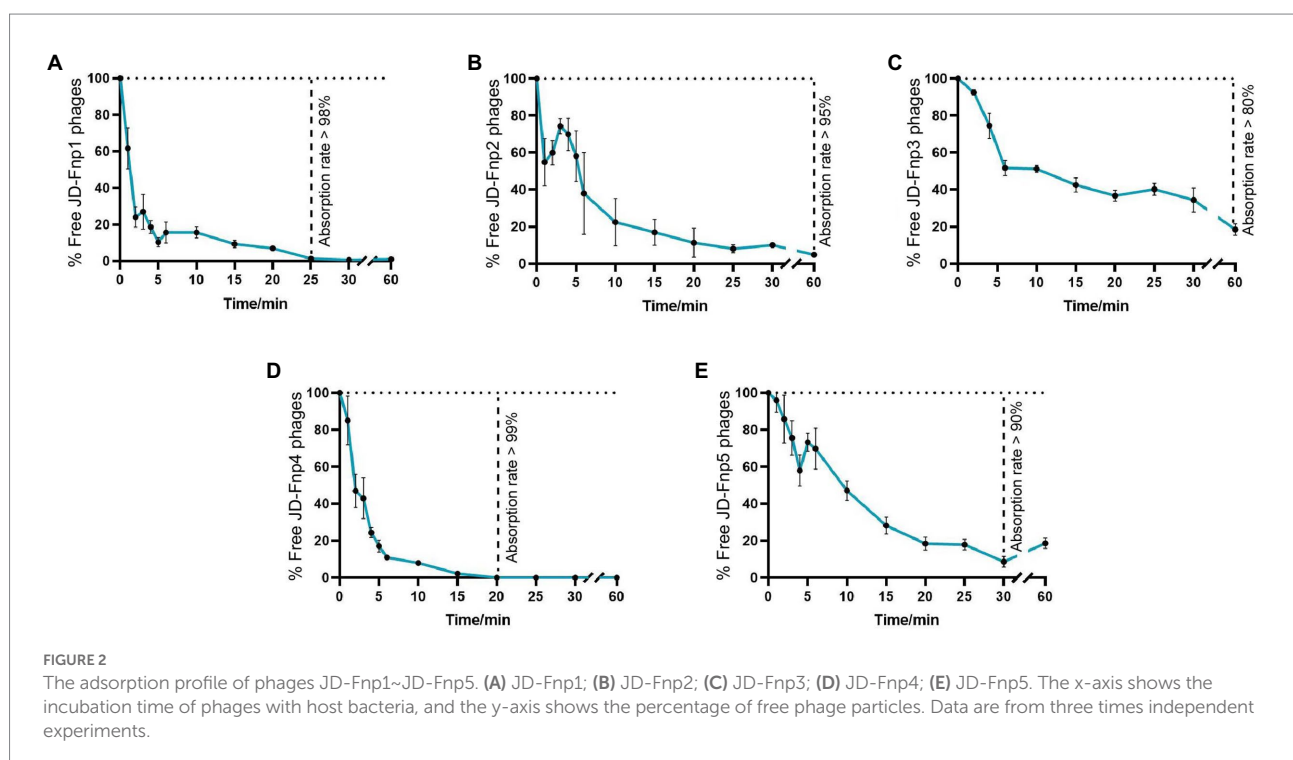 A
% Free JD-Fnp1 phages
100
80
60
40
20
0
0 5 10 15 20 25 30 60
Time/min
Absorption rate > 98%
B
% Free JD-Fnp2 phages
100
80
60
40
20
0
0 5 10 15 20 25 30 60
Time/min
Absorption rate > 95%
C
% Free JD-Fnp3 phages
100
80
60
40
20
0
0 5 10 15 20 25 30 60
Time/min
Absorption rate > 80%
D
% Free JD-Fnp4 phages
100
80
60
40
20
0
0 5 10 15 20 25 30 60
Time/min
Absorption rate > 99%
E
% Free JD-Fnp5 phages
100
80
60
40
20
0
0 5 10 15 20 25 30 60
Time/min
Absorption rate > 90%
FIGURE 2
The adsorption profile of phages JD-Fnp1~JD-Fnp5. (A) JD-Fnp1; (B) JD-Fnp2; (C) JD-Fnp3; (D) JD-Fnp4; (E) JD-Fnp5. The x-axis shows the
incubation time of phages with host bacteria, and the y-axis shows the percentage of free phage particles. Data are from three times independent
experiments.